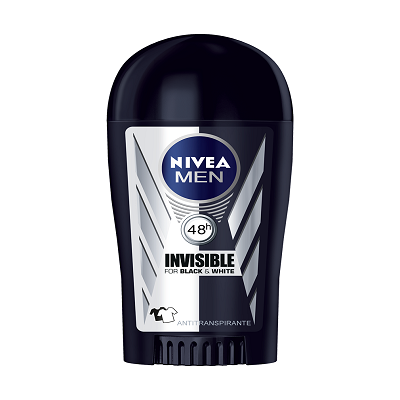 NIVEA
MEN
48h
INVISIBLE
FOR BLACK & WHITE
ANTITRANSPIRANTE